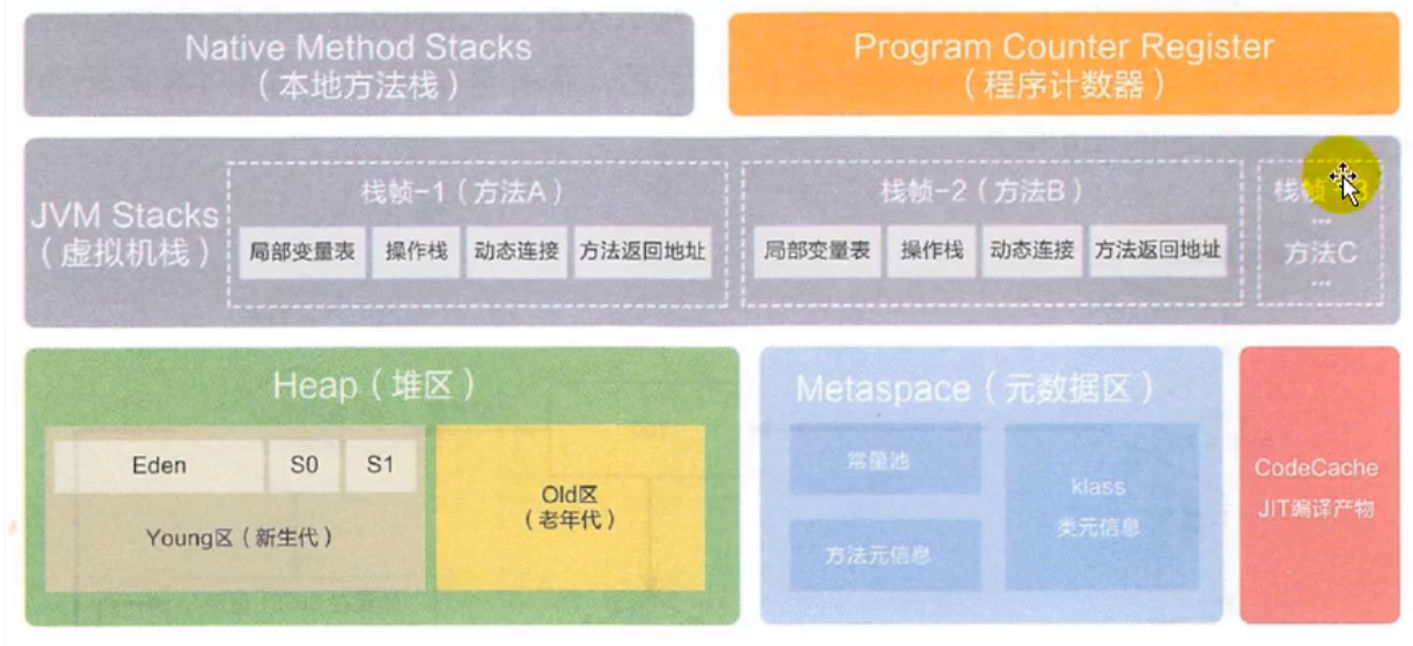 Native Method Stacks
（本地方法栈）
Program Counter Register
（程序计数器）
JVM Stacks
（虚拟机栈）
栈帧-1（方法A）
局部变量表
操作栈
动态连接
方法返回地址
栈帧-2（方法B）
局部变量表
操作栈
动态连接
方法返回地址
栈帧-3
...
方法C
...
Heap（堆区）
Eden
S0
S1
Young区（新生代）
Old区
（老年代）
Metaspace（元数据区）
常量池
方法元信息
klass
类元信息
CodeCache
JIT编译产物